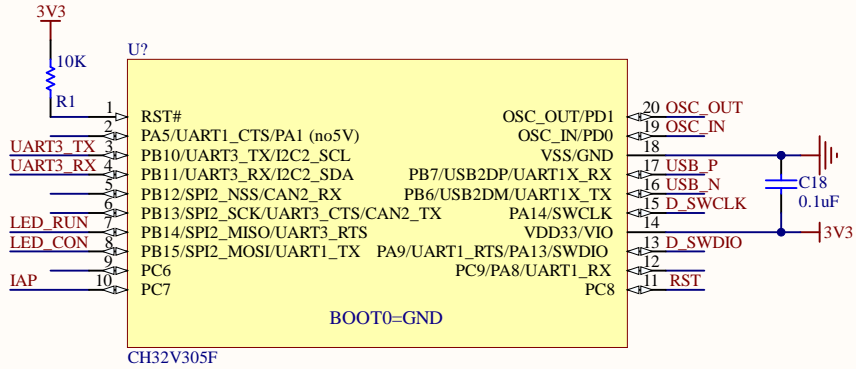 3V3
10K
R1
U?
1 RST#
2 PA5/UART1_CTS/PA1 (no5V)
UART3_TX 3 PB10/UART3_TX/I2C2_SCL
UART3_RX 4 PB11/UART3_RX/I2C2_SDA
5 PB12/SPI2_NSS/CAN2_RX
6 PB13/SPI2_SCK/UART3_CTS/CAN2_TX
LED_RUN 7 PB14/SPI2_MISO/UART3_RTS
LED_CON 8 PB15/SPI2_MOSI/UART1_TX
9 PC6
IAP 10 PC7
OSC_OUT/PD1 20 OSC_OUT
OSC_IN/PD0 19 OSC_IN
VSS/GND 18
PB7/USB2DP/UART1X_RX 17 USB_P
PB6/USB2DM/UART1X_TX 16 USB_N
PA14/SWCLK 15 D_SWCLK
VDD33/VIO 14
PA9/UART1_RTS/PA13/SWDIO 13 D_SWDIO
PC9/PA8/UART1_RX 12
PC8 11 RST
C18
0.1uF
3V3
BOOT0=GND
CH32V305F